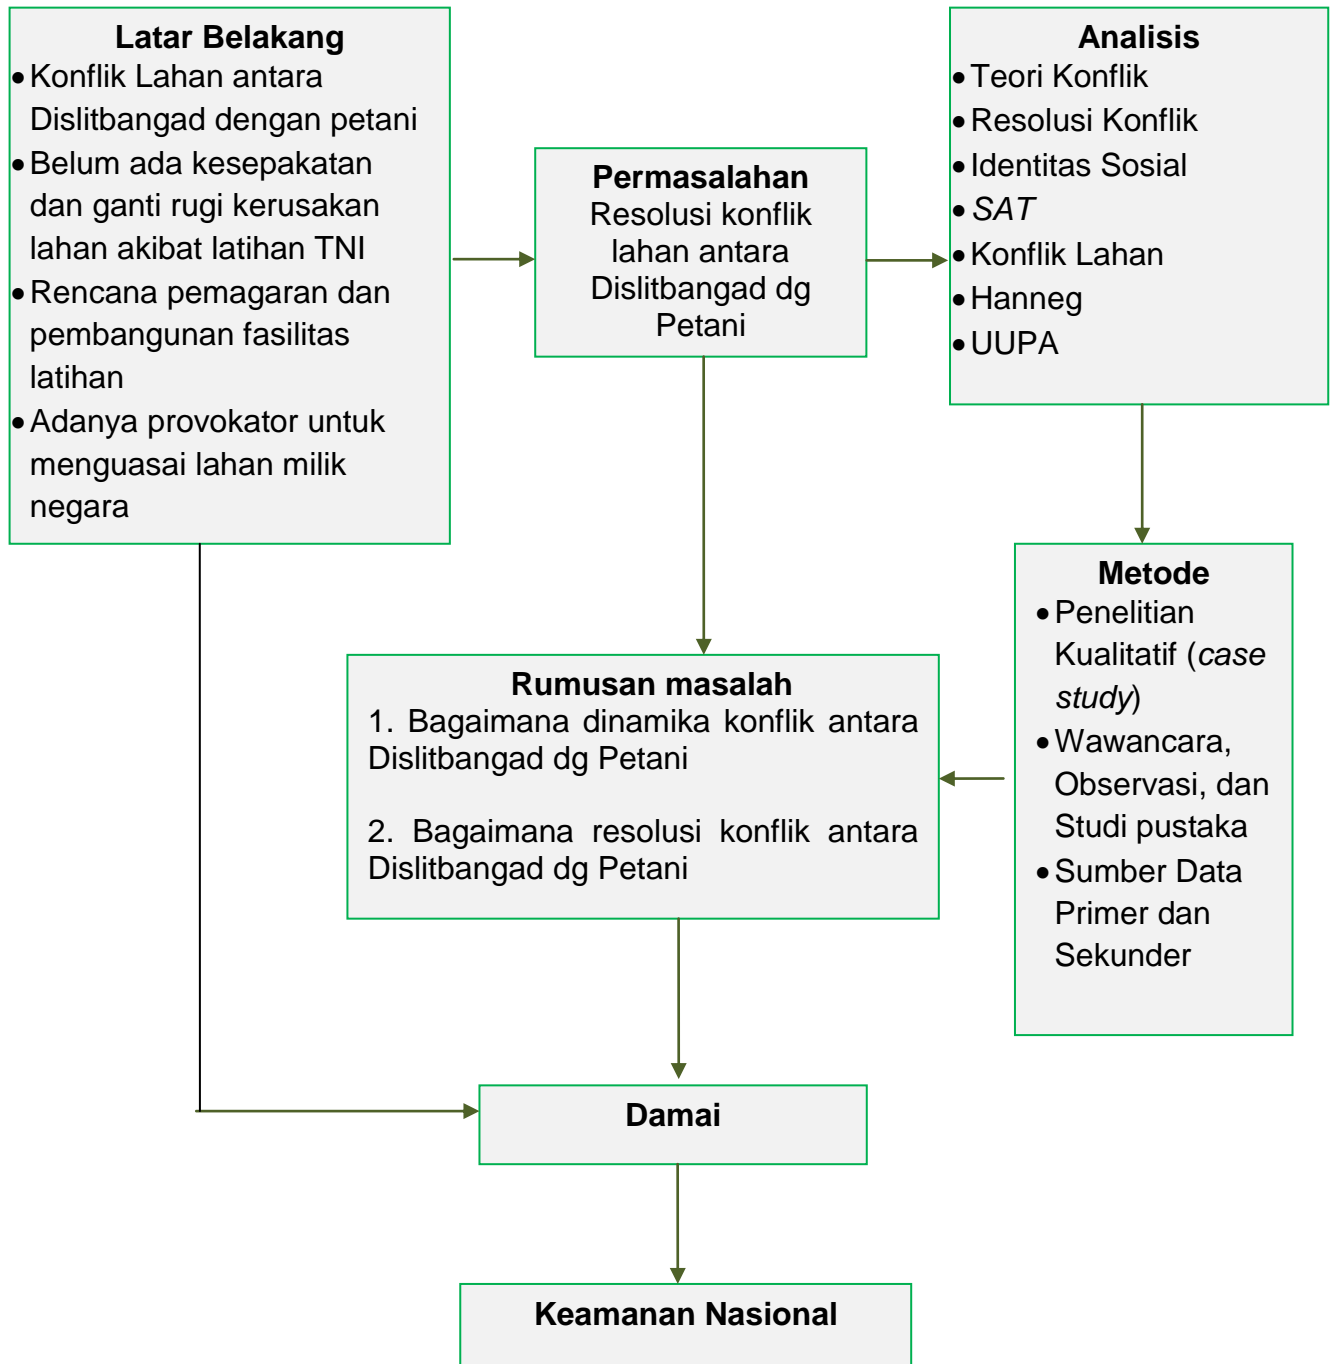 Latar Belakang
• Konflik Lahan antara
Dislitbangad dengan petani
• Belum ada kesepakatan
dan ganti rugi kerusakan
lahan akibat latihan TNI
• Rencana pemagaran dan
pembangunan fasilitas
latihan
• Adanya provokator untuk
menguasai lahan milik
negara
Permasalahan
Resolusi konflik
lahan antara
Dislitbangad dg
Petani
Analisis
• Teori Konflik
• Resolusi Konflik
• Identitas Sosial
• SAT
• Konflik Lahan
• Hanneg
• UUPA
Metode
• Penelitian
Kualitatif (case
study)
• Wawancara,
Observasi, dan
Studi pustaka
• Sumber Data
Primer dan
Sekunder
Rumusan masalah
1. Bagaimana dinamika konflik antara
Dislitbangad dg Petani
2. Bagaimana resolusi konflik antara
Dislitbangad dg Petani
Damai
Keamanan Nasional